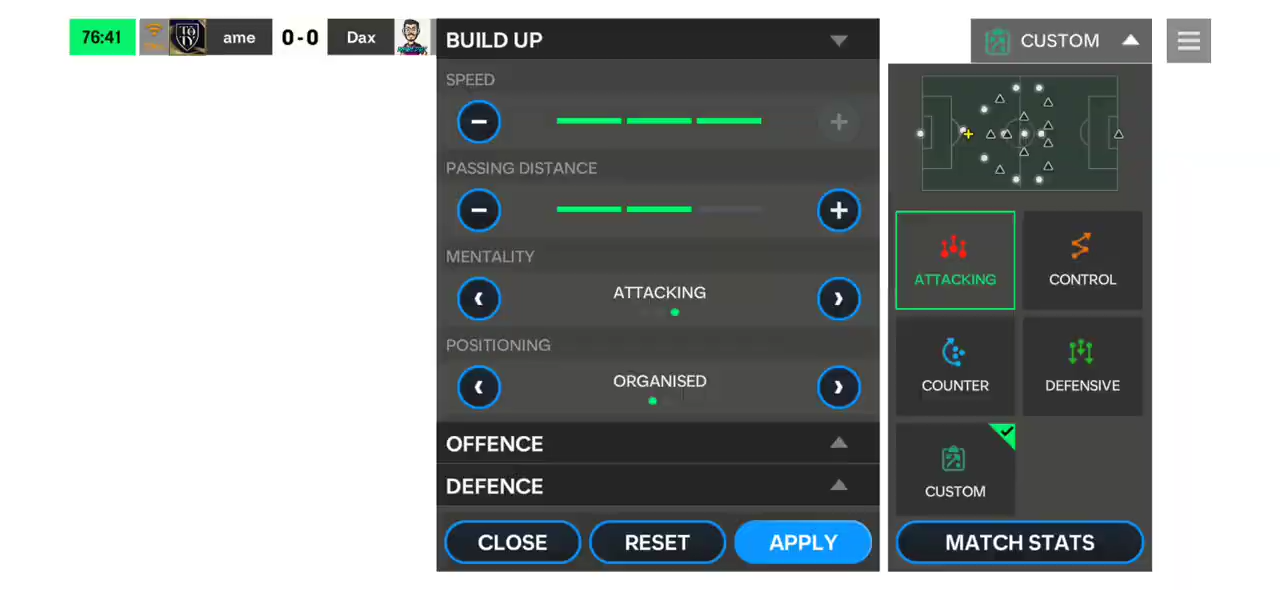 76:41
ame
0-0
Dax
BUILD UP
CUSTOM
SPEED
PASSING DISTANCE
MENTALITY
ATTACKING
POSITIONING
ORGANISED
OFFENCE
DEFENCE
CLOSE
RESET
APPLY
ATTACKING
CONTROL
COUNTER
DEFENSIVE
CUSTOM
MATCH STATS